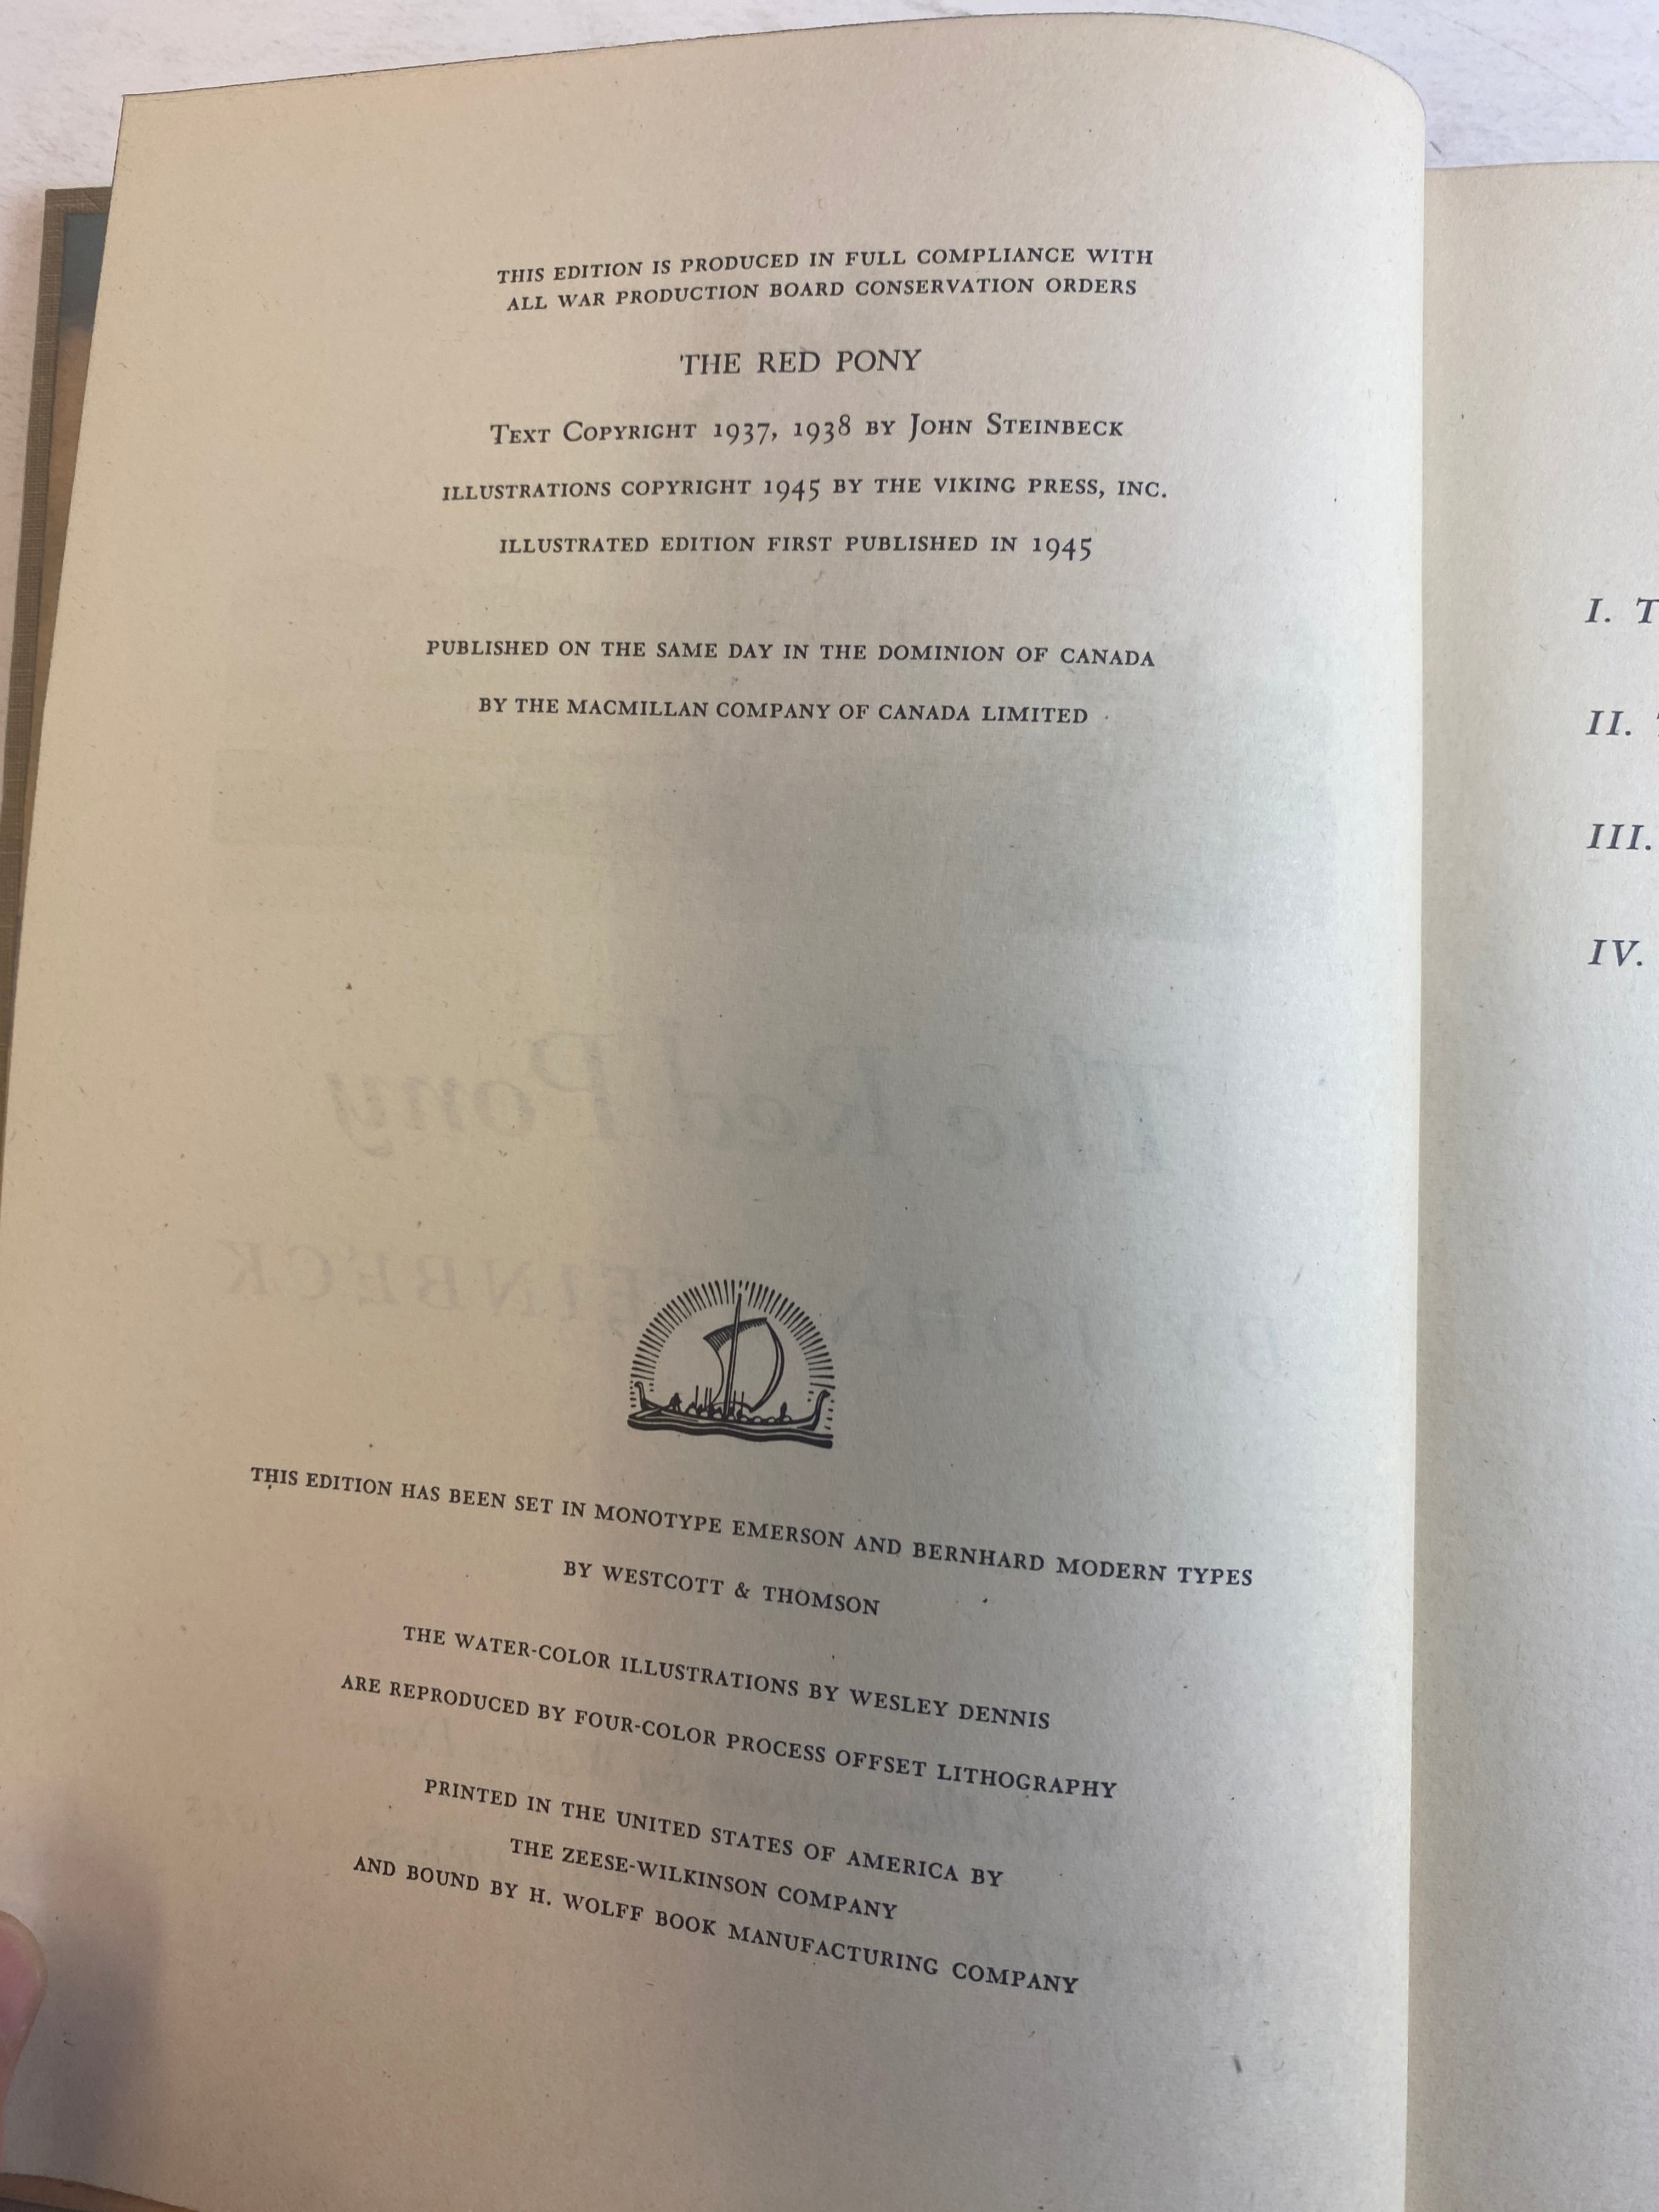 THIS EDITION IS PRODUCED IN FULL COMPLIANCE WITH
ALL WAR PRODUCTION BOARD CONSERVATION ORDERS
THE RED PONY
TEXT COPYRIGHT 1937, 1938 BY JOHN STEINBECK
ILLUSTRATIONS COPYRIGHT 1945 BY THE VIKING PRESS, INC.
ILLUSTRATED EDITION FIRST PUBLISHED IN 1945
PUBLISHED ON THE SAME DAY IN THE DOMINION OF CANADA
BY THE MACMILLAN COMPANY OF CANADA LIMITED
The Red Pony
JOHN STEINBECK
THIS EDITION HAS BEEN SET IN MONOTYPE EMERSON AND BERNHARD MODERN TYPES
BY WESTCOTT & THOMSON
THE WATER-COLOR ILLUSTRATIONS BY WESLEY DENNIS
ARE REPRODUCED BY FOUR-COLOR PROCESS OFFSET LITHOGRAPHY
PRINTED IN THE UNITED STATES OF AMERICA BY
THE ZEESE-WILKINSON COMPANY
AND BOUND BY H. WOLFF BOOK MANUFACTURING COMPANY
I. T
II.
III.
IV.